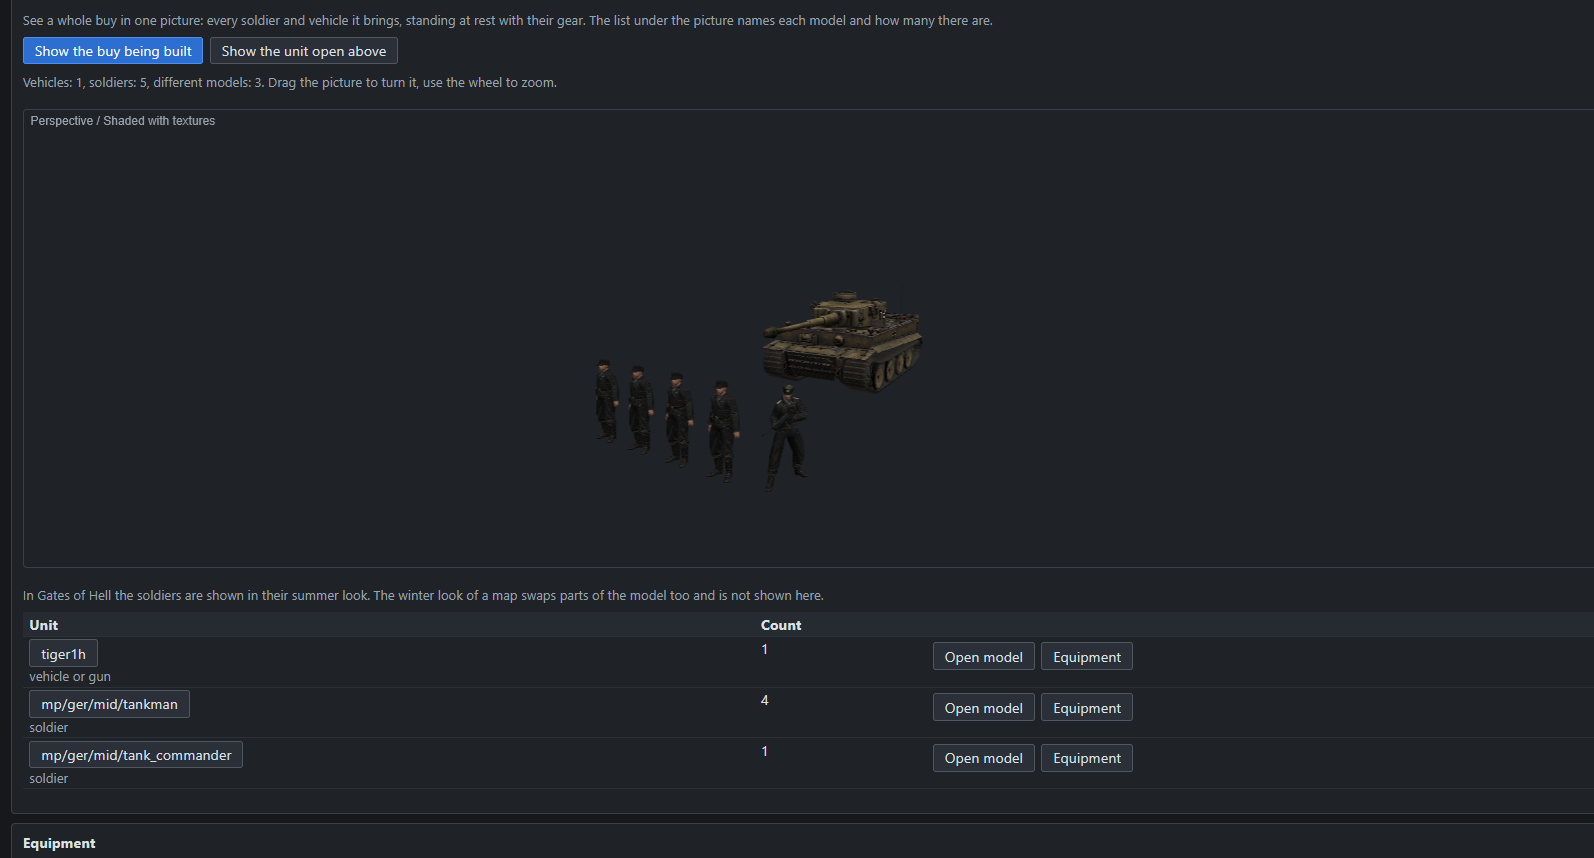 See a whole buy in one picture: every soldier and vehicle it brings, standing at rest with their gear. The list under the picture names each model and how many there are.
Show the buy being built Show the unit open above
Vehicles: 1, soldiers: 5, different models: 3. Drag the picture to turn it, use the wheel to zoom.
Perspective / Shaded with textures
In Gates of Hell the soldiers are shown in their summer look. The winter look of a map swaps parts of the model too and is not shown here.
Unit Count
tiger1h 1 Open model Equipment
vehicle or gun
mp/ger/mid/tankman 4 Open model Equipment
soldier
mp/ger/mid/tank_commander 1 Open model Equipment
soldier
Equipment